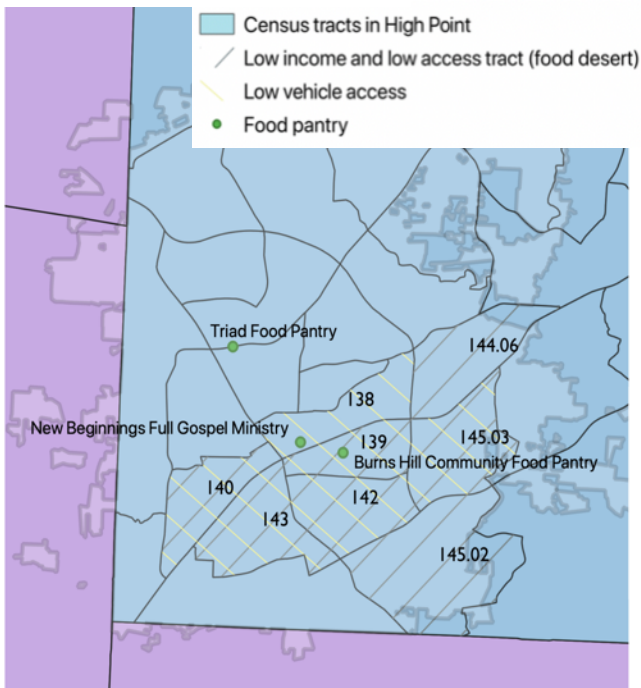 Census tracts in High Point
Low income and low access tract (food desert)
Low vehicle access
Food pantry
Triad Food Pantry
144.06
138
New Beginnings Full Gospel Ministry
139
145.03
Burns Hill Community Food Pantry
140
142
143
145.02